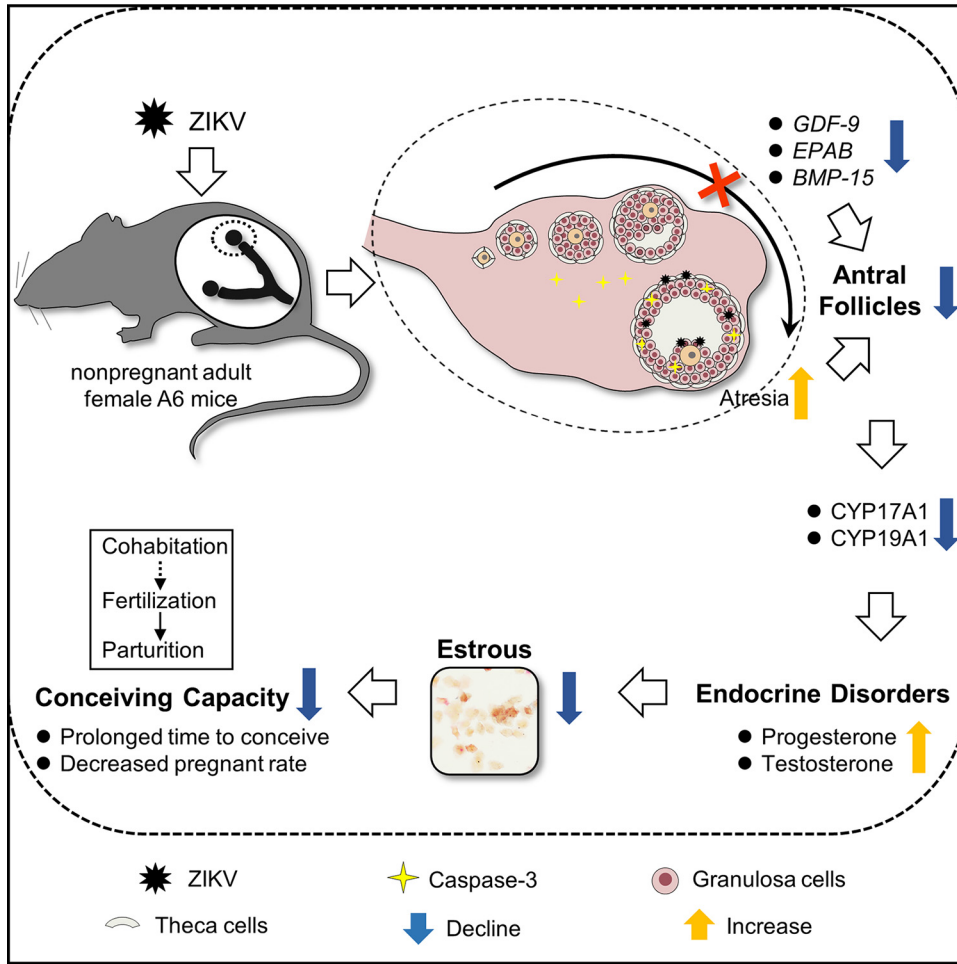 ZIKV
nonpregnant adult
female A6 mice
● GDF-9
● EPAB
● BMP-15
Antral
Follicles
Atresia
● CYP17A1
● CYP19A1
Endocrine Disorders
● Progesterone
● Testosterone
Estrous
Cohabitation
Fertilization
Parturition
Conceiving Capacity
● Prolonged time to conceive
● Decreased pregnant rate
ZIKV
Caspase-3
Granulosa cells
Theca cells
Decline
Increase